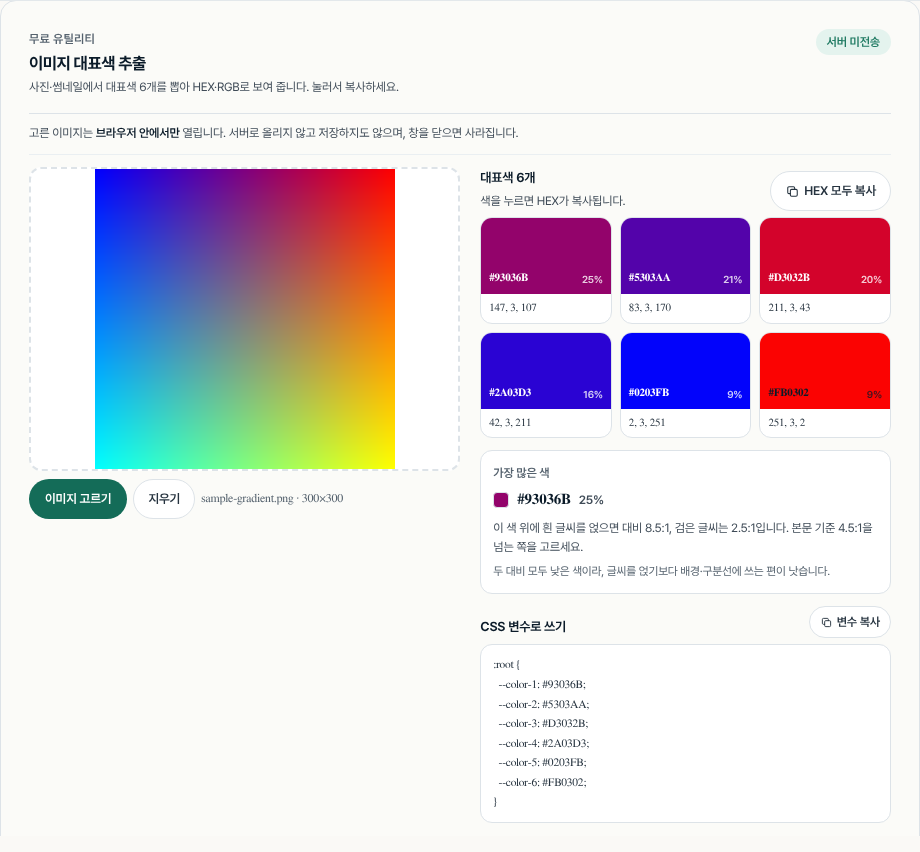 무료 유틸리티
서버 미전송
이미지 대표색 추출
사진·썸네일에서 대표색 6개를 뽑아 HEX·RGB로 보여 줍니다. 눌러서 복사하세요.
고른 이미지는 브라우저 안에서만 열립니다. 서버로 올리지 않고 저장하지도 않으며, 창을 닫으면 사라집니다.
이미지 고르기
지우기
sample-gradient.png · 300×300
대표색 6개
색을 누르면 HEX가 복사됩니다.
HEX 모두 복사
#93036B 25%
147, 3, 107
#5303AA 21%
83, 3, 170
#D3032B 20%
211, 3, 43
#2A03D3 16%
42, 3, 211
#0203FB 9%
2, 3, 251
#FB0302 9%
251, 3, 2
가장 많은 색
#93036B 25%
이 색 위에 흰 글씨를 얹으면 대비 8.5:1, 검은 글씨는 2.5:1입니다. 본문 기준 4.5:1을
넘는 쪽을 고르세요.
두 대비 모두 낮은 색이라, 글씨를 얹기보다 배경·구분선에 쓰는 편이 낫습니다.
CSS 변수로 쓰기
변수 복사
:root {
--color-1: #93036B;
--color-2: #5303AA;
--color-3: #D3032B;
--color-4: #2A03D3;
--color-5: #0203FB;
--color-6: #FB0302;
}